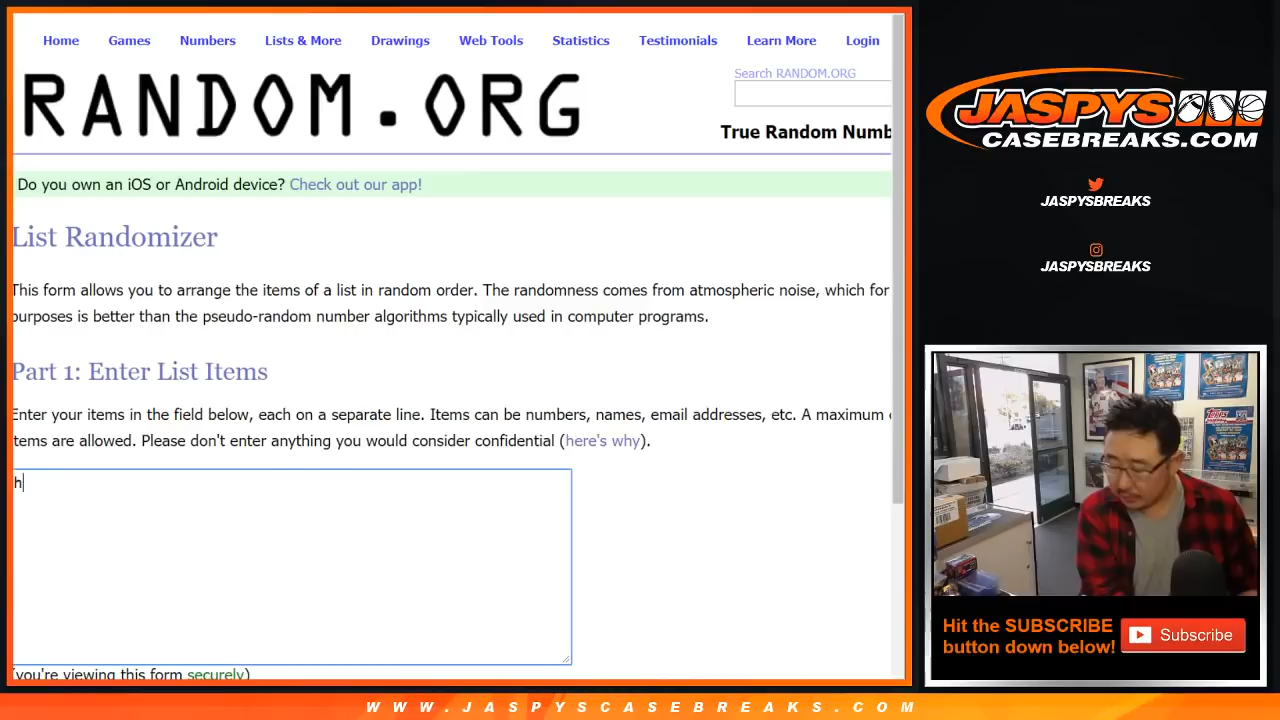 Home Games Numbers Lists & More Drawings Web Tools Statistics Testimonials Learn More Login
RANDOM.ORG
Search RANDOM.ORG
True Random Numb
Do you own an iOS or Android device? Check out our app!
List Randomizer
This form allows you to arrange the items of a list in random order. The randomness comes from atmospheric noise, which for
purposes is better than the pseudo-random number algorithms typically used in computer programs.
Part 1: Enter List Items
Enter your items in the field below, each on a separate line. Items can be numbers, names, email addresses, etc. A maximum
items are allowed. Please don't enter anything you would consider confidential (here's why).
h
(you're viewing this form securely)
JASPYS
CASEBREAKS.COM
JASPYSBREAKS
JASPYSBREAKS
Hit the SUBSCRIBE
button down below!
Subscribe
WWW.JASPYSCASEBREAKS.COM